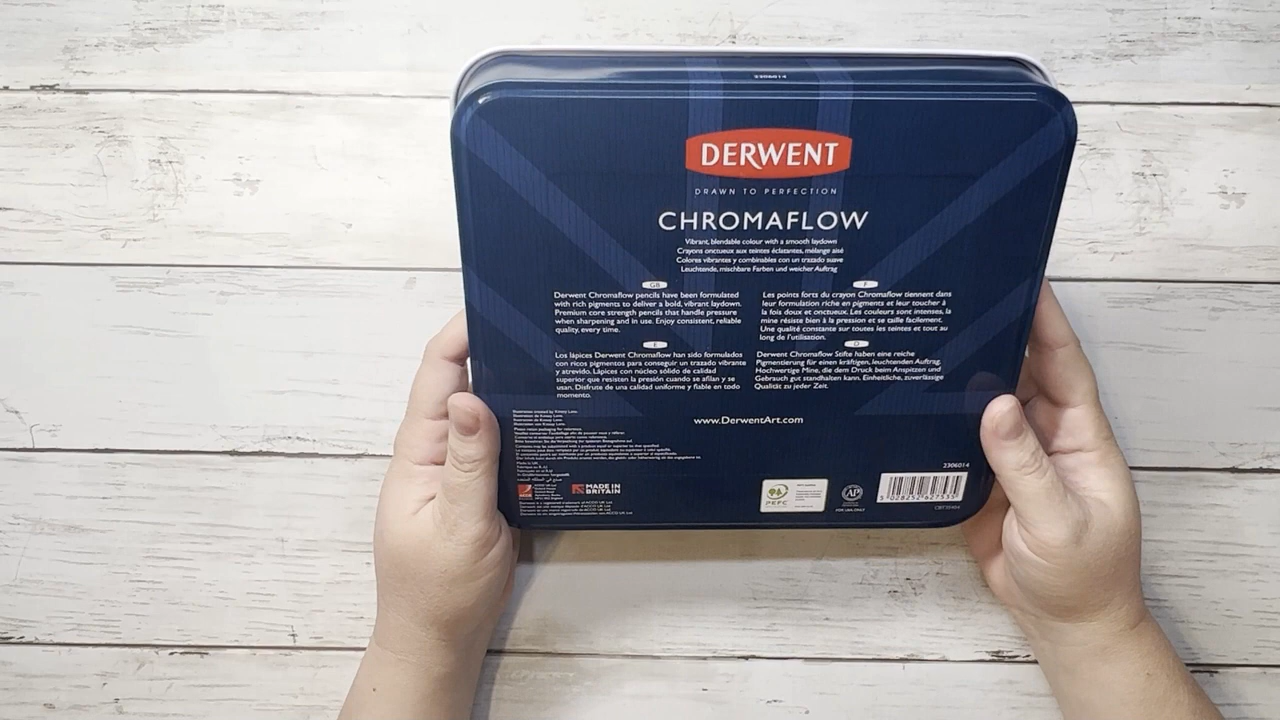 DERWENT
DRAWN TO PERFECTION
CHROMAFLOW
Vibrant, blendable colour with a smooth laydown
Crayons onctueux aux teintes éclatantes, mélange aisé
Colores vibrantes y combinables con un trazado suave
Leuchtende, mischbare Farben und weicher Auftrag
GB
Derwent Chromaflow pencils have been formulated
with rich pigments to deliver a bold, vibrant laydown.
Premium core strength pencils that handle pressure
when sharpening and in use. Enjoy consistent, reliable
quality, every time.
F
Les points forts du crayon Chromaflow tiennent dans
leur formulation riche en pigments et leur toucher à
la fois doux et onctueux. Les couleurs sont intenses, la
mine résiste bien à la pression et se taille facilement.
Une qualité constante sur toutes les teintes et tout au
long de l'utilisation.
E
Los lápices Derwent Chromaflow han sido formulados
con ricos pigmentos para conseguir un trazado vibrante
y atrevido. Lápices con núcleo sólido de calidad
superior que resisten la presión cuando se afilan y se
usan. Disfrute de una calidad uniforme y fiable en todo
momento.
D
Derwent Chromaflow Stifte haben eine reiche
Pigmentierung für einen kräftigen, leuchtenden Auftrag.
Hochwertige Mine, die dem Druck beim Anspitzen und
Gebrauch gut standhalten kann. Einheitliche, zuverlässige
Qualität zu jeder Zeit.
www.DerwentArt.com
Made in UK
MADE IN
BRITAIN
PEFC
AP
FOR USA ONLY
2306014